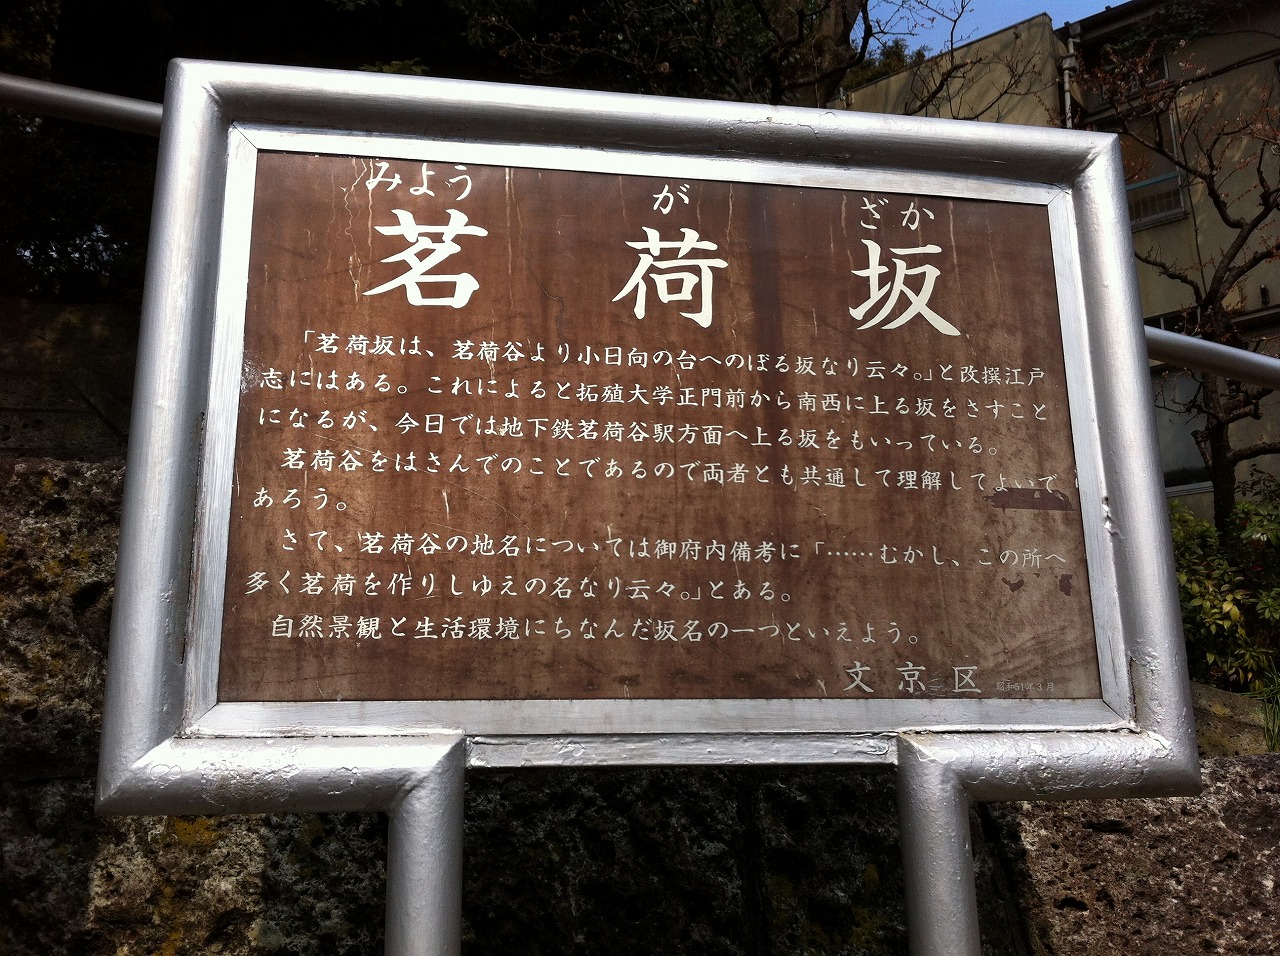 みよう が ざか
茗荷坂
「茗荷坂は、茗荷谷より小日向の台へのぼる坂なり云々。」と改撰江戸
志にはある。これによると拓殖大学正門前から南西に上る坂をさすこと
になるが、今日では地下鉄茗荷谷駅方面へ上る坂をもいっている。
茗荷谷をはさんでのことであるので両者とも共通して理解してよいで
あろう。
さて、茗荷谷の地名については御府内備考に「……むかし、この所へ
多く茗荷を作りしゆえの名なり云々。」とある。
自然景観と生活環境にちなんだ坂名の一つといえよう。
文京区 昭和51年3月